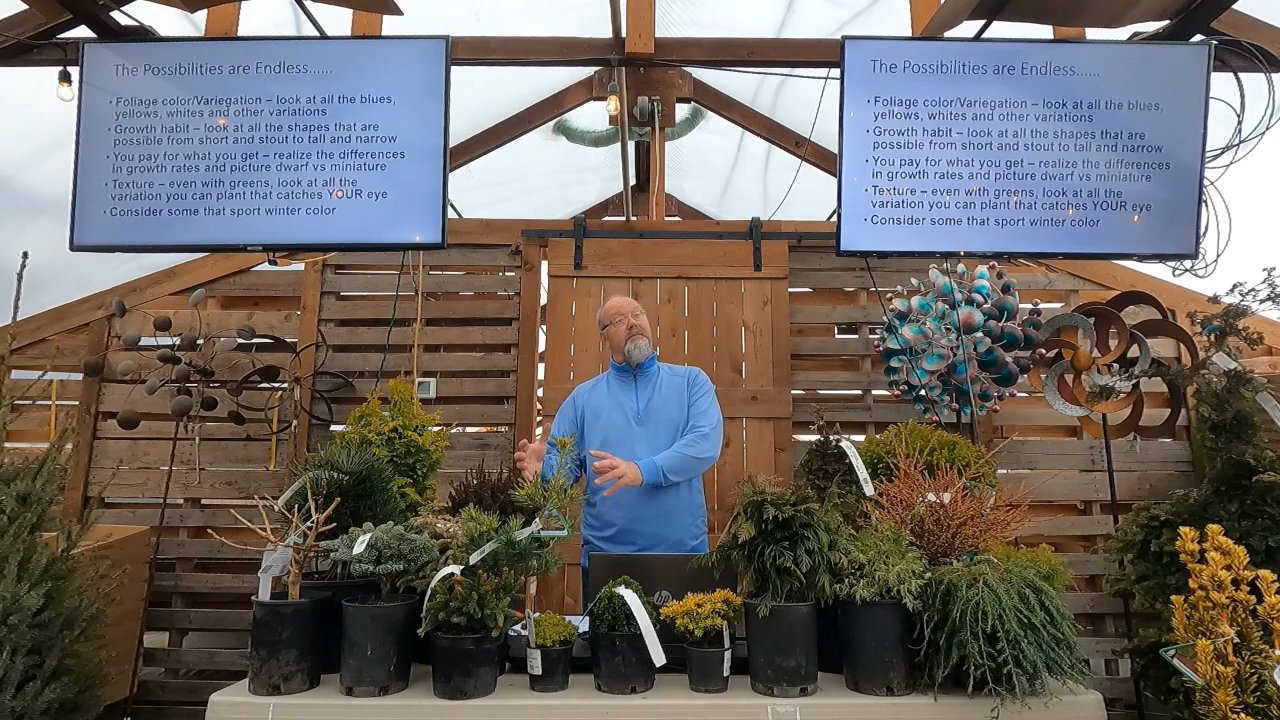 The Possibilities are Endless......
• Foliage color/Variegation – look at all the blues,
yellows, whites and other variations
• Growth habit – look at all the shapes that are
possible from short and stout to tall and narrow
• You pay for what you get – realize the differences
in growth rates and picture dwarf vs miniature
• Texture – even with greens, look at all the
variation you can plant that catches YOUR eye
• Consider some that sport winter color
The Possibilities are Endless......
• Foliage color/Variegation – look at all the blues,
yellows, whites and other variations
• Growth habit – look at all the shapes that are
possible from short and stout to tall and narrow
• You pay for what you get – realize the differences
in growth rates and picture dwarf vs miniature
• Texture – even with greens, look at all the
variation you can plant that catches YOUR eye
• Consider some that sport winter color
hp